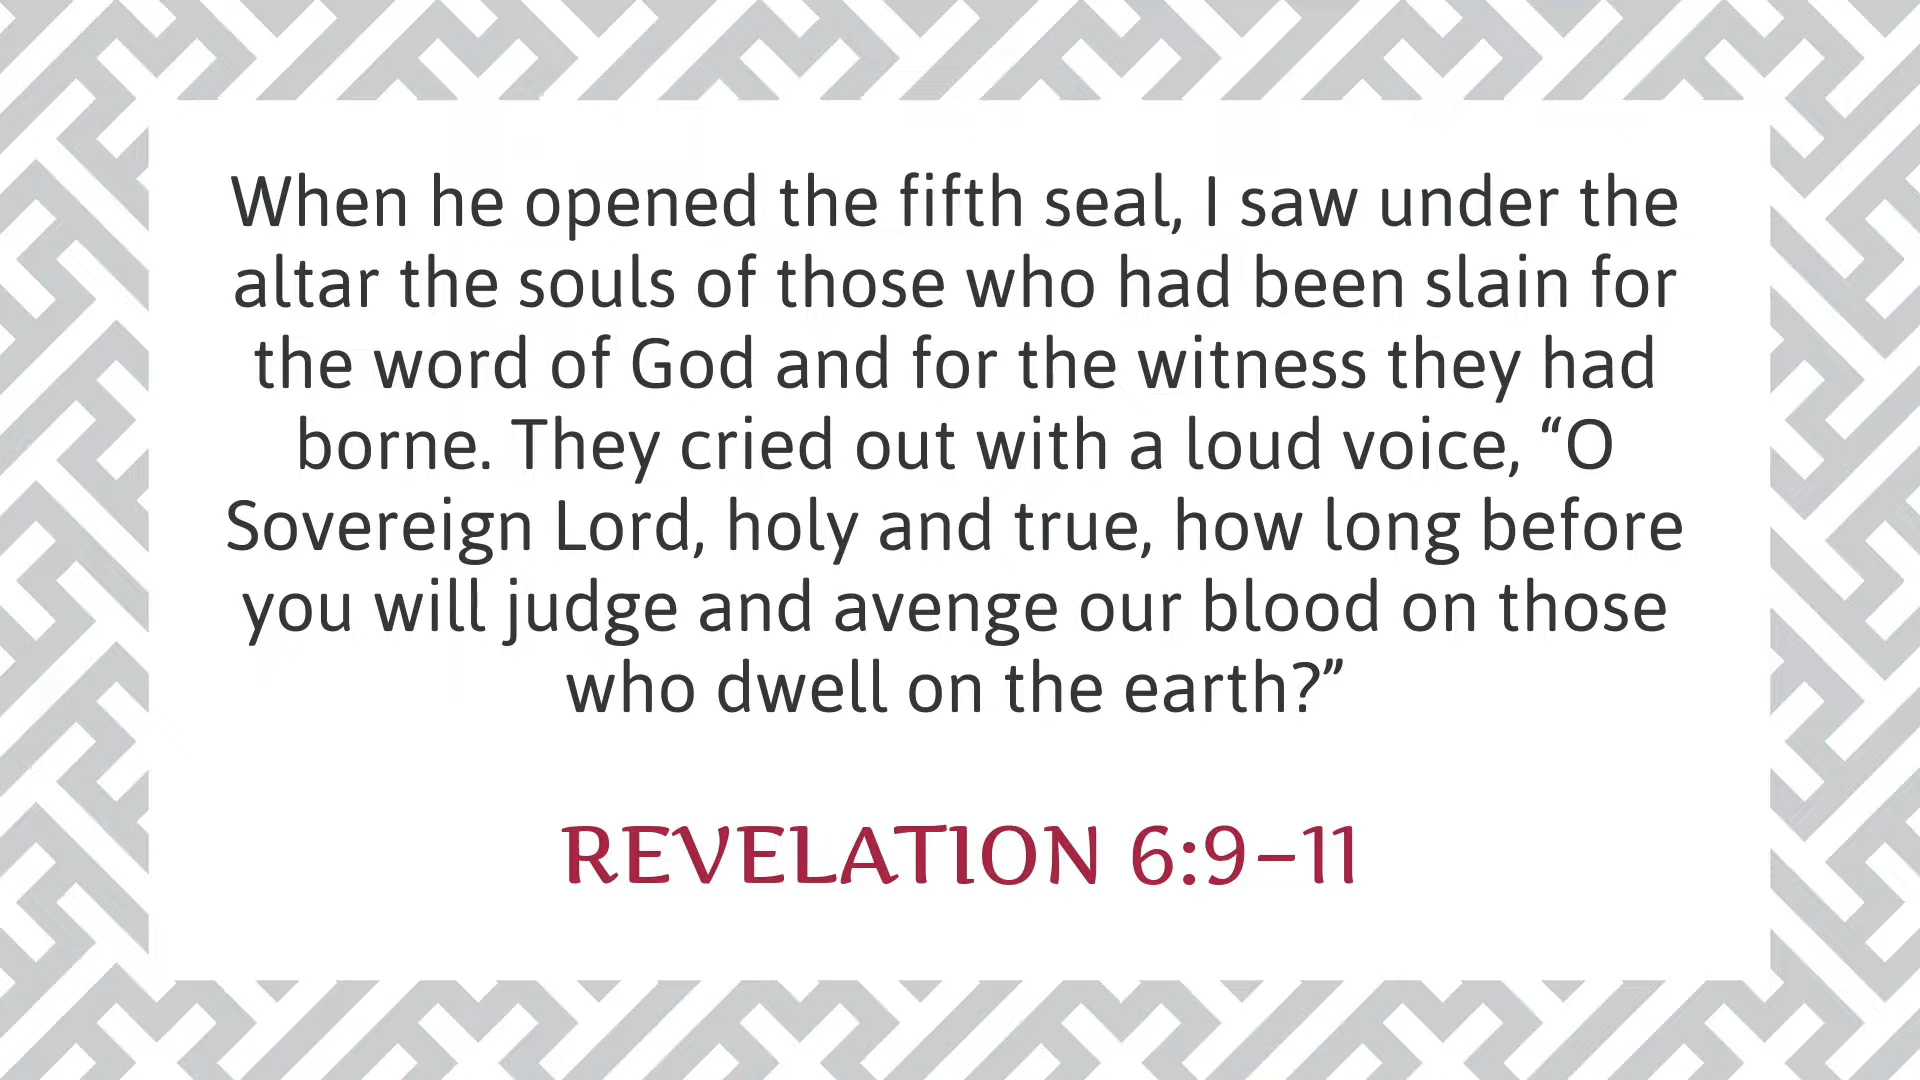 When he opened the fifth seal, I saw under the
altar the souls of those who had been slain for
the word of God and for the witness they had
borne. They cried out with a loud voice, “O
Sovereign Lord, holy and true, how long before
you will judge and avenge our blood on those
who dwell on the earth?”
REVELATION 6:9–11